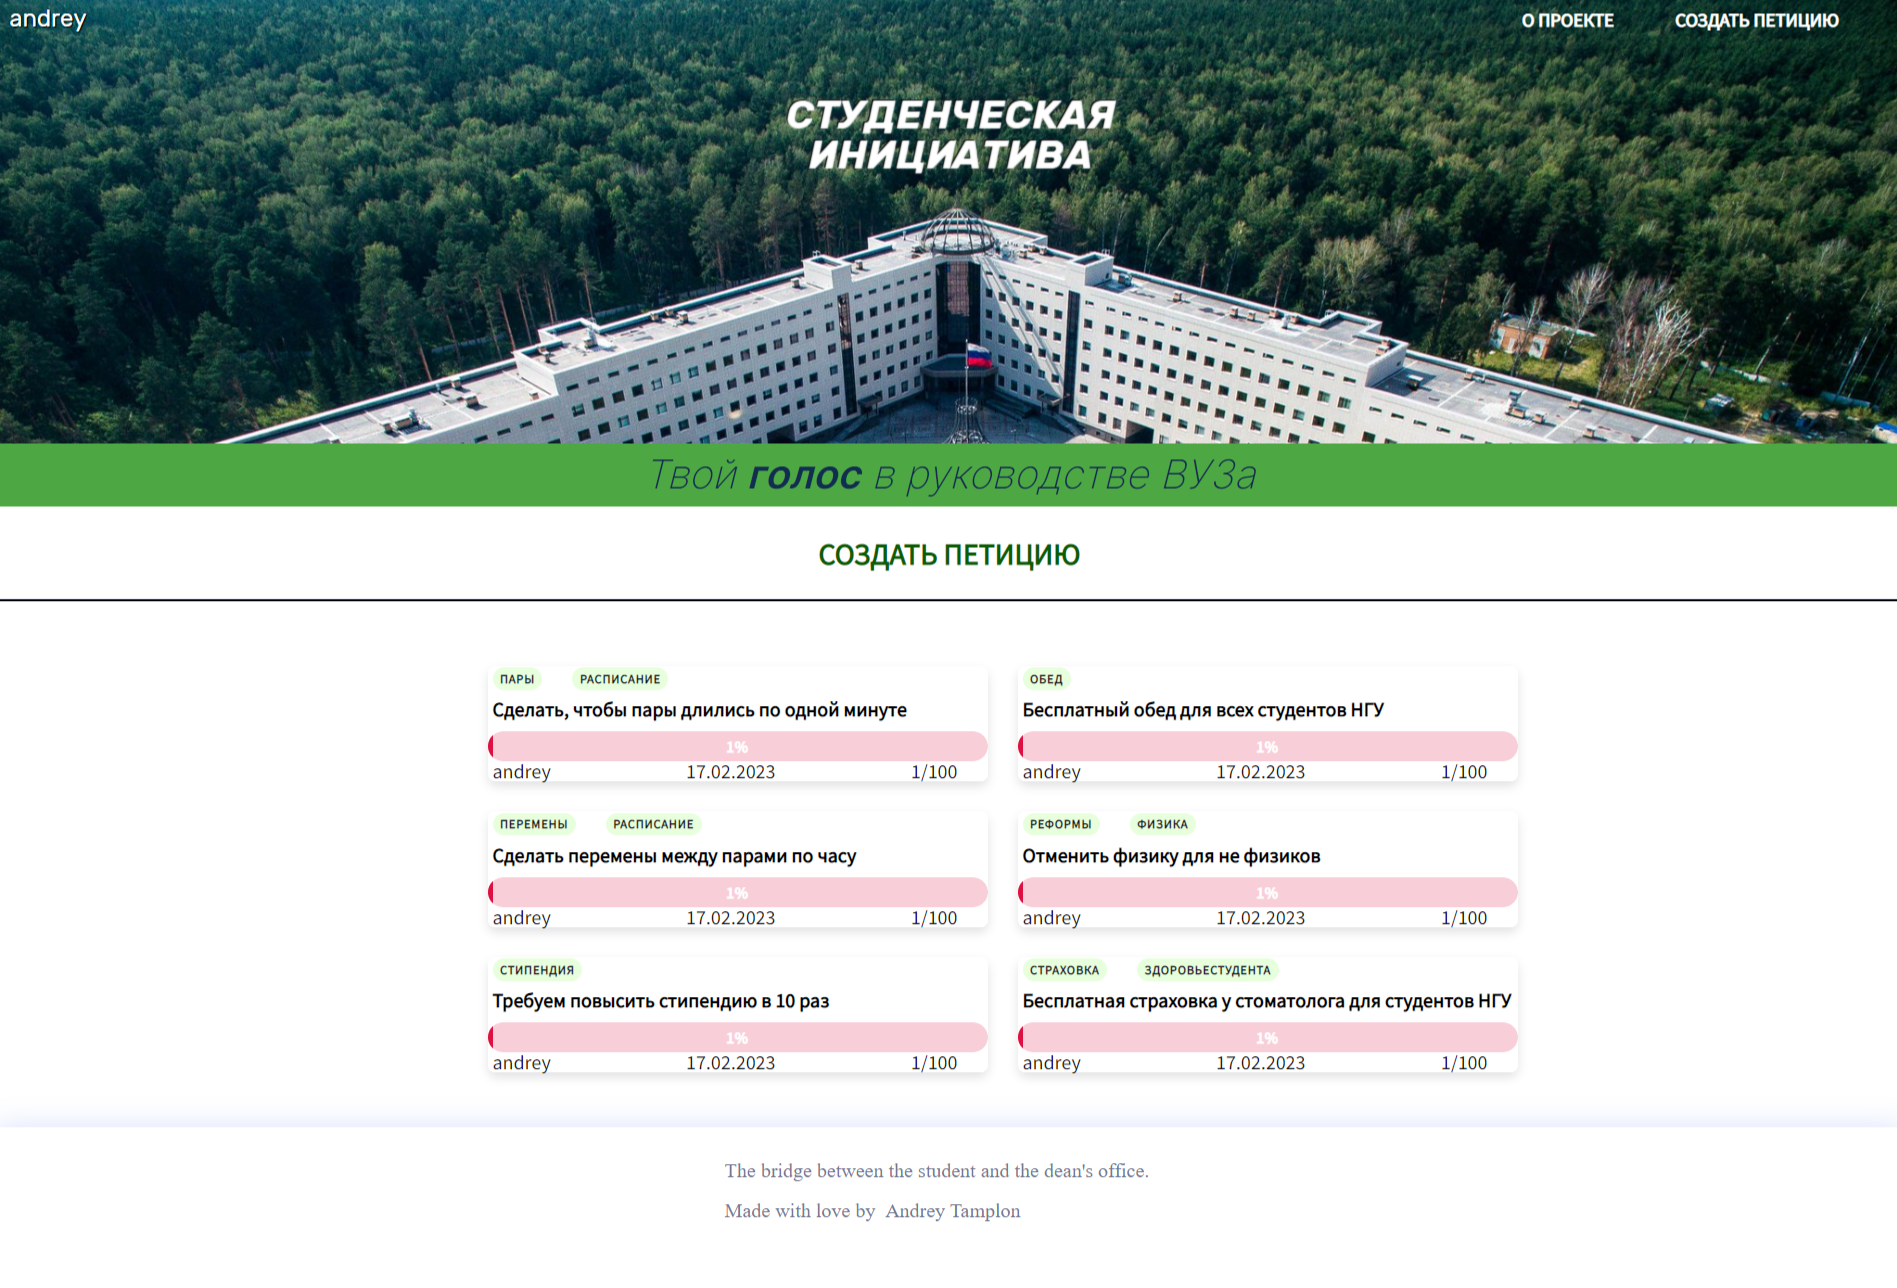 andrey
О ПРОЕКТЕ
СОЗДАТЬ ПЕТИЦИЮ
СТУДЕНЧЕСКАЯ
ИНИЦИАТИВА
Твой голос в руководстве ВУЗа
СОЗДАТЬ ПЕТИЦИЮ
ПАРЫ РАСПИСАНИЕ
Сделать, чтобы пары длились по одной минуте
1%
andrey 17.02.2023 1/100
ОБЕД
Бесплатный обед для всех студентов НГУ
1%
andrey 17.02.2023 1/100
ПЕРЕМЕНЫ РАСПИСАНИЕ
Сделать перемены между парами по часу
1%
andrey 17.02.2023 1/100
РЕФОРМЫ ФИЗИКА
Отменить физику для не физиков
1%
andrey 17.02.2023 1/100
СТИПЕНДИЯ
Требуем повысить стипендию в 10 раз
1%
andrey 17.02.2023 1/100
СТРАХОВКА ЗДОРОВЬЕСТУДЕНТА
Бесплатная страховка у стоматолога для студентов НГУ
1%
andrey 17.02.2023 1/100
The bridge between the student and the dean's office.
Made with love by Andrey Tamplon